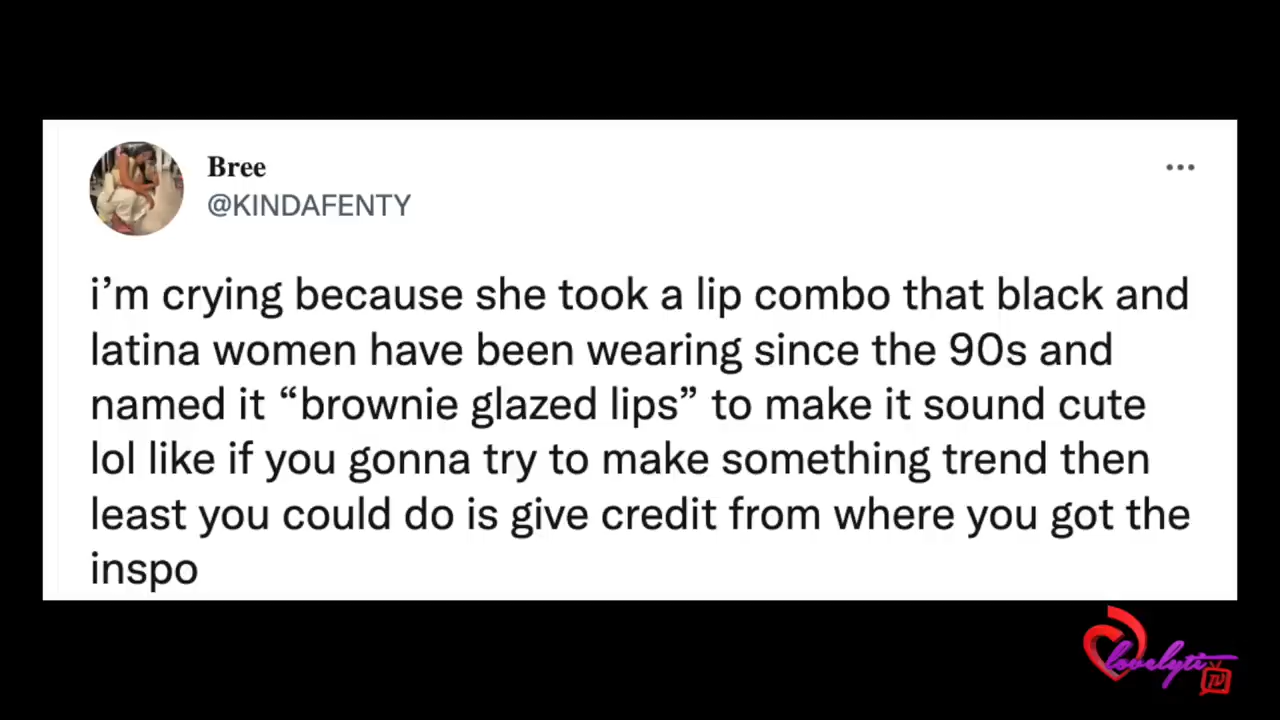 Bree
@KINDAFENTY
i’m crying because she took a lip combo that black and
latina women have been wearing since the 90s and
named it “brownie glazed lips” to make it sound cute
lol like if you gonna try to make something trend then
least you could do is give credit from where you got the
inspo
lovelyti
TV